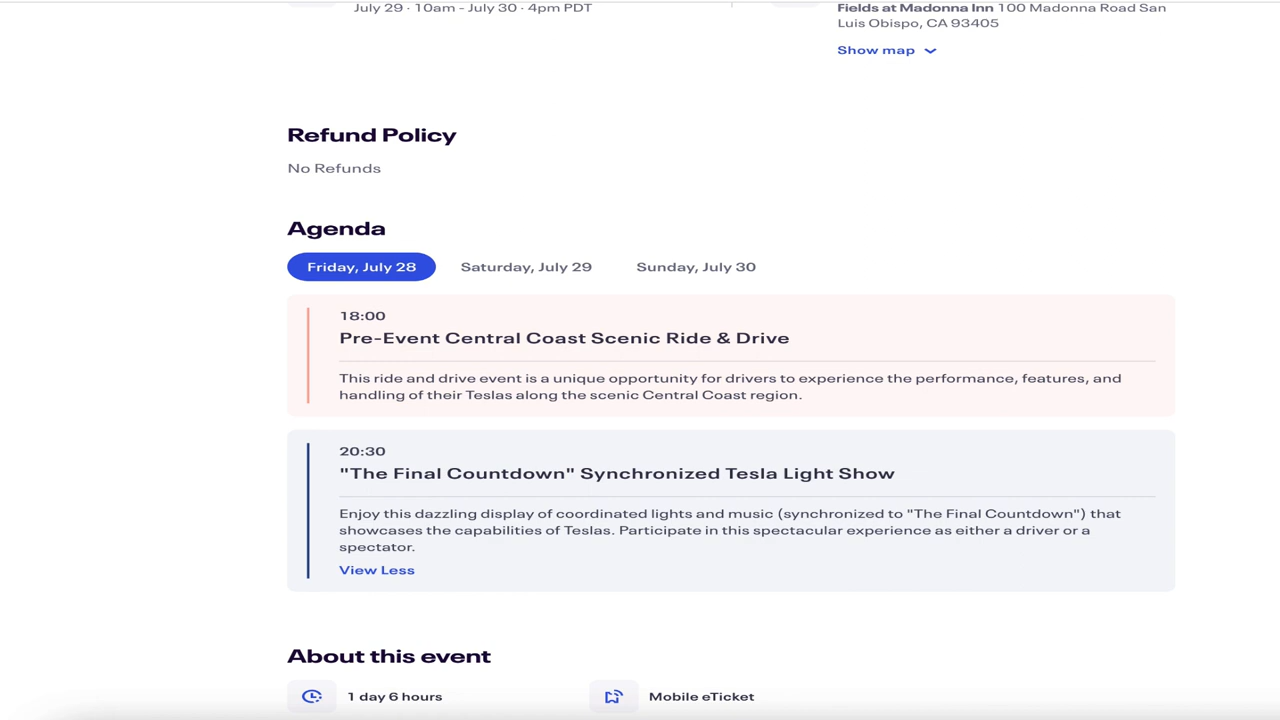 July 29 · 10am - July 30 · 4pm PDT
Fields at Madonna Inn 100 Madonna Road San
Luis Obispo, CA 93405
Show map
Refund Policy
No Refunds
Agenda
Friday, July 28
Saturday, July 29
Sunday, July 30
18:00
Pre-Event Central Coast Scenic Ride & Drive
This ride and drive event is a unique opportunity for drivers to experience the performance, features, and
handling of their Teslas along the scenic Central Coast region.
20:30
"The Final Countdown" Synchronized Tesla Light Show
Enjoy this dazzling display of coordinated lights and music (synchronized to "The Final Countdown") that
showcases the capabilities of Teslas. Participate in this spectacular experience as either a driver or a
spectator.
View Less
About this event
1 day 6 hours
Mobile eTicket